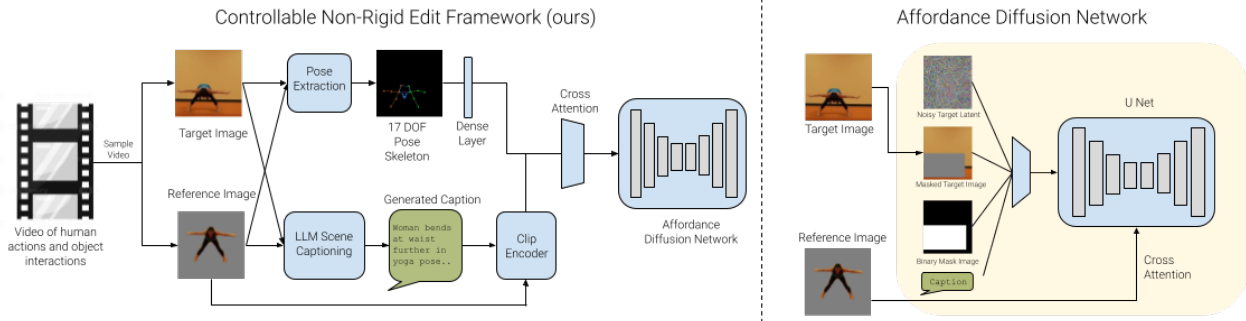 Controllable Non-Rigid Edit Framework (ours)
Sample
Video
Video of human
actions and object
interactions
Target Image
Reference Image
Pose
Extraction
17 DOF
Pose
Skeleton
Dense
Layer
LLM Scene
Captioning
Generated Caption
Woman bends
at waist
further in
yoga pose..
Clip
Encoder
Cross
Attention
Affordance
Diffusion Network
Affordance Diffusion Network
Target Image
Reference Image
Noisy Target Latent
Masked Target Image
Binary Mask Image
Caption
U Net
Cross
Attention